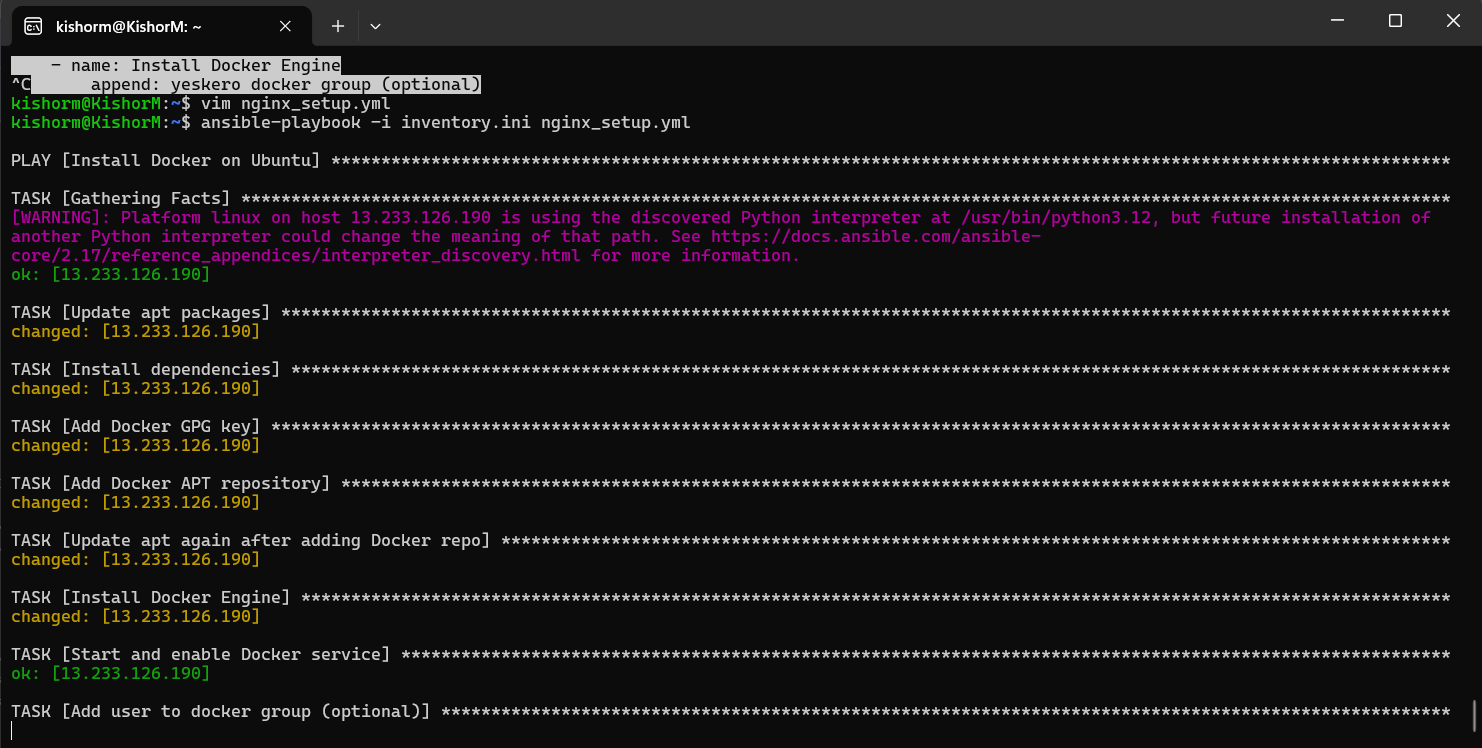 kishorm@KishorM: ~
    - name: Install Docker Engine
^C      append: yeskero docker group (optional)
kishorm@KishorM:~$ vim nginx_setup.yml
kishorm@KishorM:~$ ansible-playbook -i inventory.ini nginx_setup.yml
PLAY [Install Docker on Ubuntu] ****************************************************************************************************************
TASK [Gathering Facts] *************************************************************************************************************************
[WARNING]: Platform linux on host 13.233.126.190 is using the discovered Python interpreter at /usr/bin/python3.12, but future installation of
another Python interpreter could change the meaning of that path. See https://docs.ansible.com/ansible-
core/2.17/reference_appendices/interpreter_discovery.html for more information.
ok: [13.233.126.190]
TASK [Update apt packages] *********************************************************************************************************************
changed: [13.233.126.190]
TASK [Install dependencies] ********************************************************************************************************************
changed: [13.233.126.190]
TASK [Add Docker GPG key] **********************************************************************************************************************
changed: [13.233.126.190]
TASK [Add Docker APT repository] ***************************************************************************************************************
changed: [13.233.126.190]
TASK [Update apt again after adding Docker repo] ***********************************************************************************************
changed: [13.233.126.190]
TASK [Install Docker Engine] *******************************************************************************************************************
changed: [13.233.126.190]
TASK [Start and enable Docker service] *********************************************************************************************************
ok: [13.233.126.190]
TASK [Add user to docker group (optional)] *****************************************************************************************************